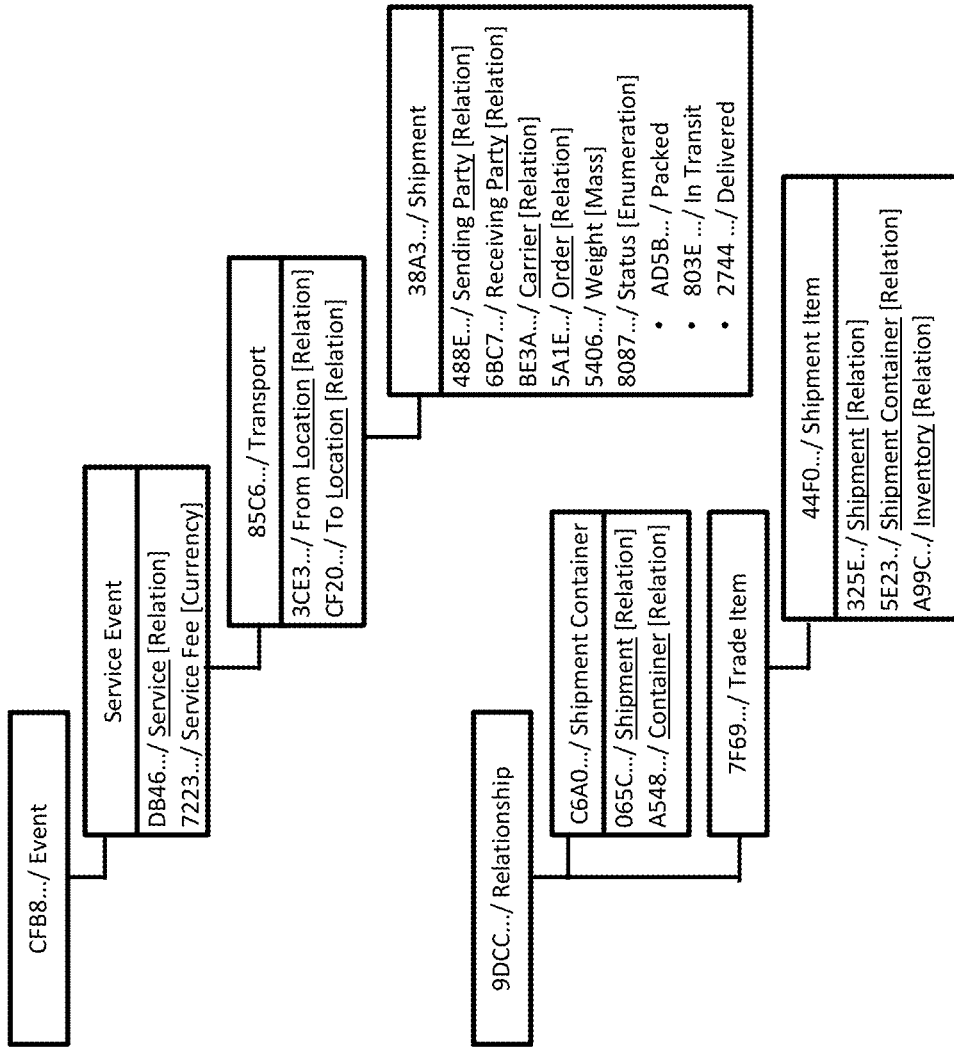 CFB8.../ Event
Service Event
DB46.../ Service [Relation]
7223.../ Service Fee [Currency]
85C6.../ Transport
3CE3.../ From Location [Relation]
CF20.../ To Location [Relation]
38A3.../ Shipment
488E.../ Sending Party [Relation]
6BC7.../ Receiving Party [Relation]
BE3A.../ Carrier [Relation]
5A1E.../ Order [Relation]
5406.../ Weight [Mass]
8087.../ Status [Enumeration]
• AD5B... / Packed
• 803E .../ In Transit
• 2744 .../ Delivered
9DCC.../ Relationship
C6A0.../ Shipment Container
065C.../ Shipment [Relation]
A548.../ Container [Relation]
7F69.../ Trade Item
44F0.../ Shipment Item
325E../ Shipment [Relation]
5E23../ Shipment Container [Relation]
A99C../ Inventory [Relation]